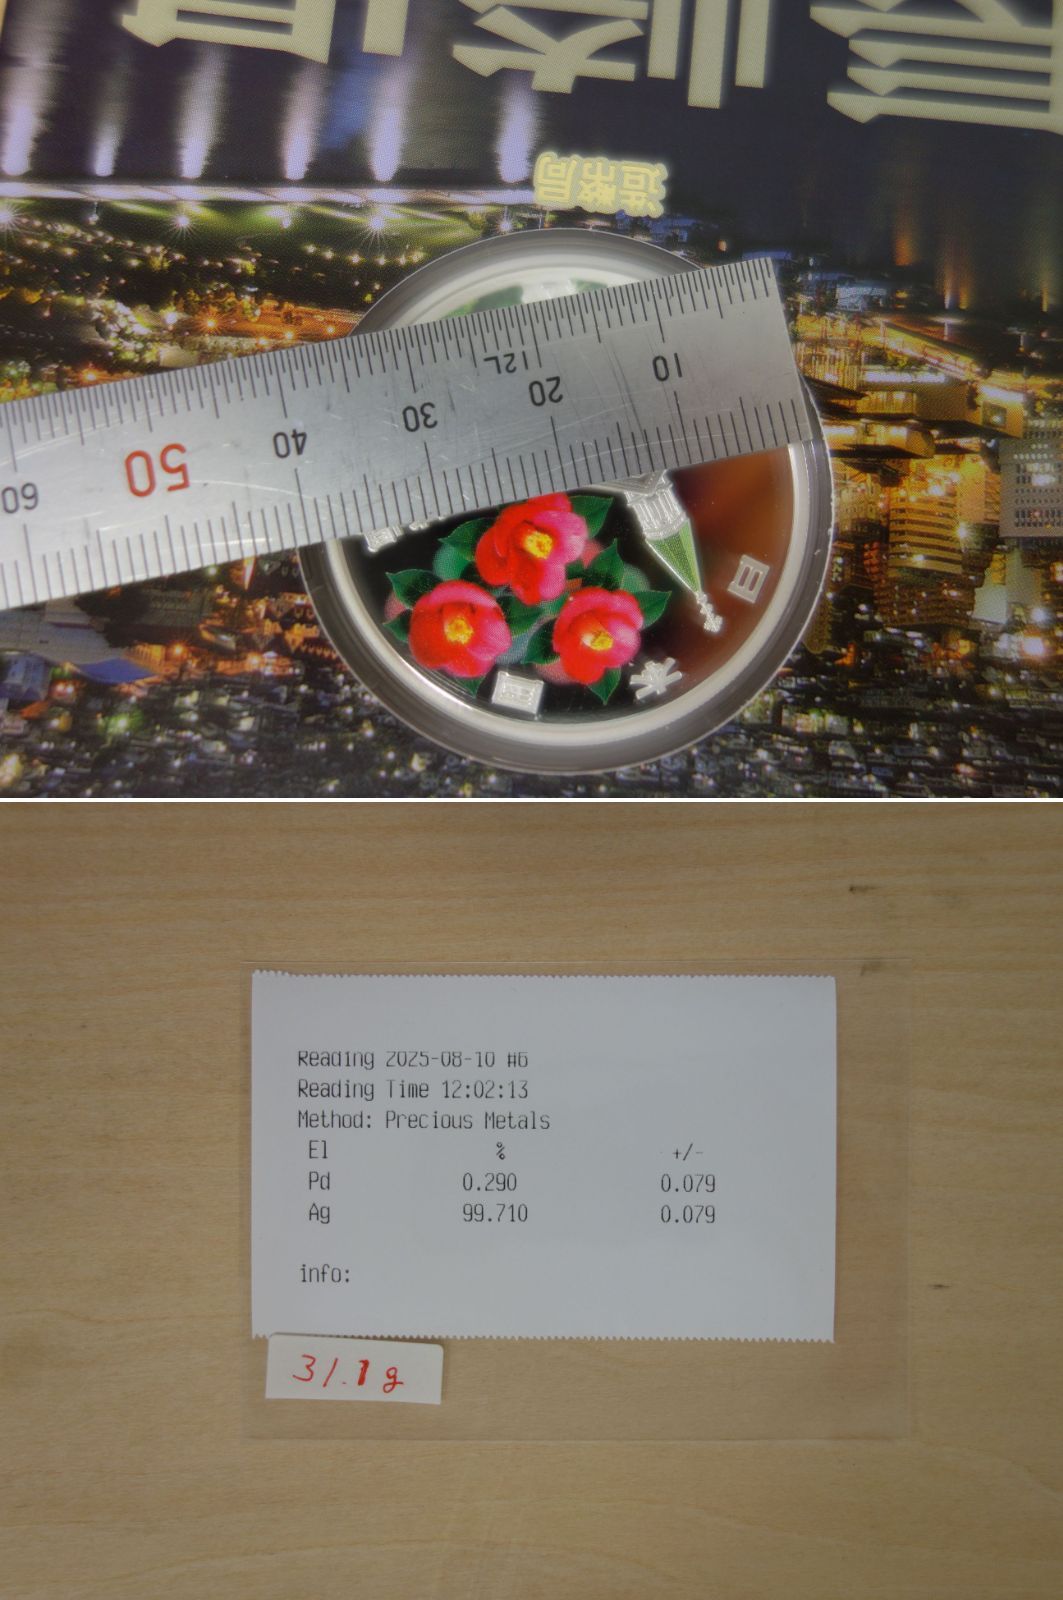 造幣局
10 20 30 40 50 60
12L
日本国
Reading 2025-08-10 #6
Reading Time 12:02:13
Method: Precious Metals
El % +/-
Pd 0.290 0.079
Ag 99.710 0.079
info:
31.1g